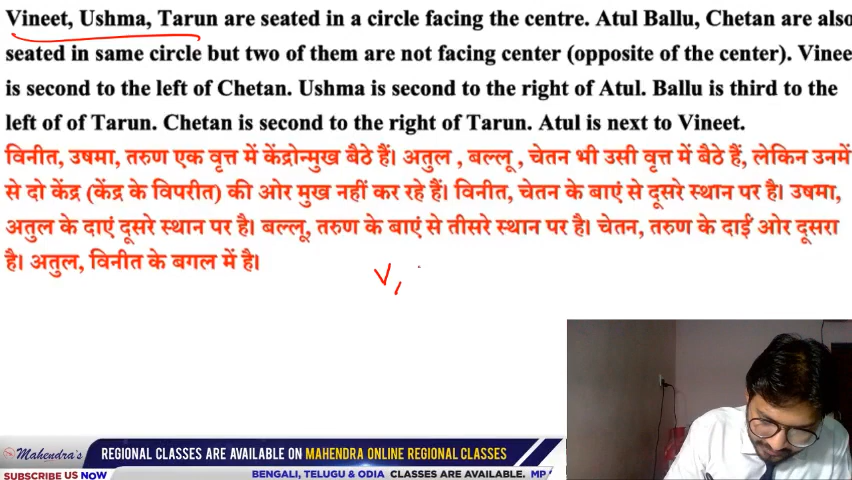 Vineet, Ushma, Tarun are seated in a circle facing the centre. Atul Ballu, Chetan are also
seated in same circle but two of them are not facing center (opposite of the center). Vinee
is second to the left of Chetan. Ushma is second to the right of Atul. Ballu is third to the
left of of Tarun. Chetan is second to the right of Tarun. Atul is next to Vineet.
विनीत, उषमा, तरुण एक वृत्त में केंद्रोन्मुख बैठे हैं। अतुल , बल्लू , चेतन भी उसी वृत्त में बैठे हैं, लेकिन उनमें
से दो केंद्र (केंद्र के विपरीत) की ओर मुख नहीं कर रहे हैं। विनीत, चेतन के बाएं से दूसरे स्थान पर है। उषमा,
अतुल के दाएं दूसरे स्थान पर है। बल्लू, तरुण के बाएं से तीसरे स्थान पर है। चेतन, तरुण के दाईं ओर दूसरा
है। अतुल, विनीत के बगल में है।
V,
Mahendra's REGIONAL CLASSES ARE AVAILABLE ON MAHENDRA ONLINE REGIONAL CLASSES
SUBSCRIBE US NOW BENGALI, TELUGU & ODIA CLASSES ARE AVAILABLE. MP